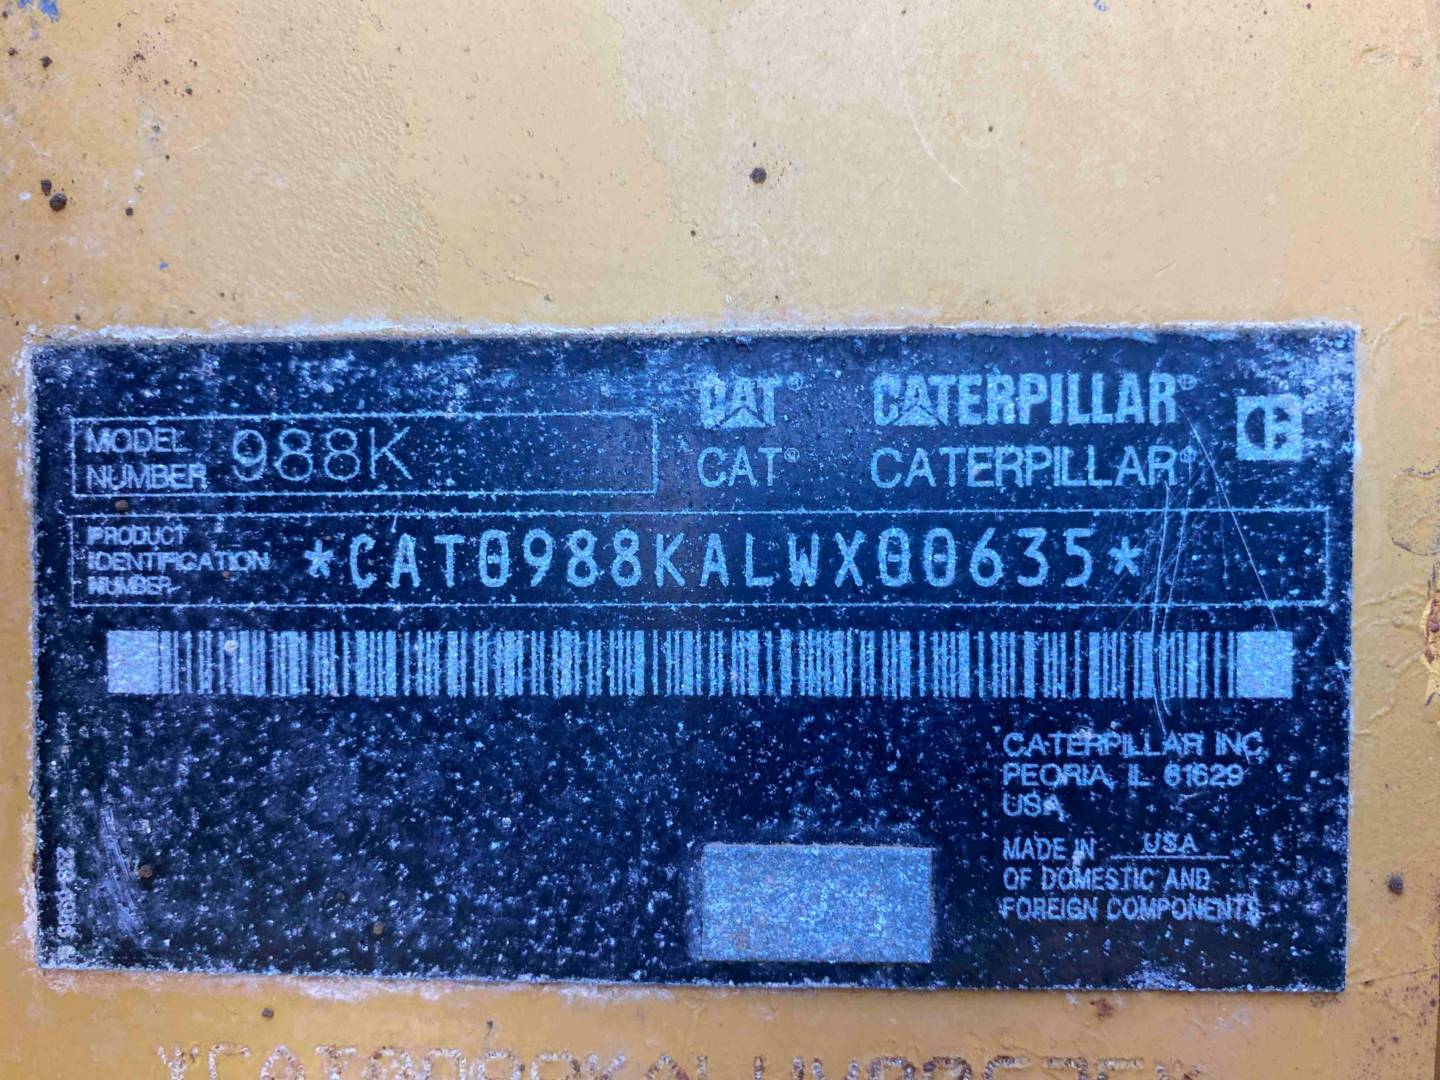 CAT® CATERPILLAR®
MODEL NUMBER 988K
CAT® CATERPILLAR®
PRODUCT IDENTIFICATION NUMBER *CAT0988KALWX00635*
CATERPILLAR INC.
PEORIA, IL 61629
USA
MADE IN USA
OF DOMESTIC AND
FOREIGN COMPONENTS